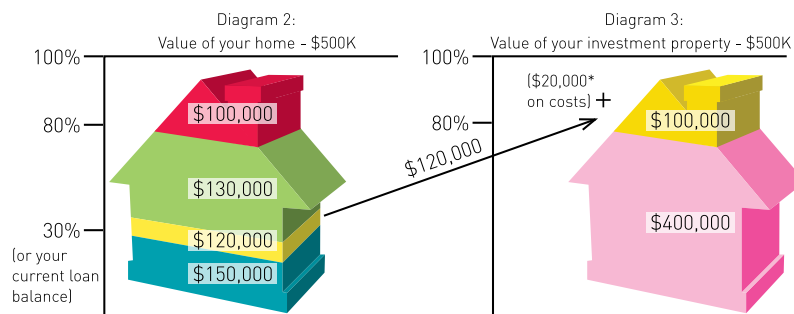 Diagram 2:
Value of your home - $500K
100%
80%
30%
(or your
current loan
balance)
$100,000
$130,000
$120,000
$150,000
$120,000
Diagram 3:
Value of your investment property - $500K
100%
80%
($20,000*
on costs) +
$100,000
$400,000